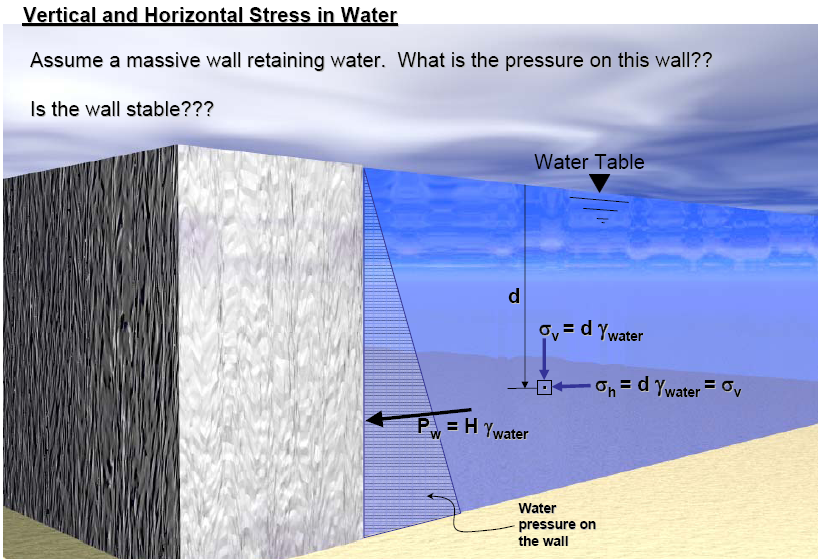 Vertical and Horizontal Stress in Water
Assume a massive wall retaining water.  What is the pressure on this wall??
Is the wall stable???
Water Table
d
σv = d γwater
σh = d γwater = σv
Pw = H γwater
Water
pressure on
the wall